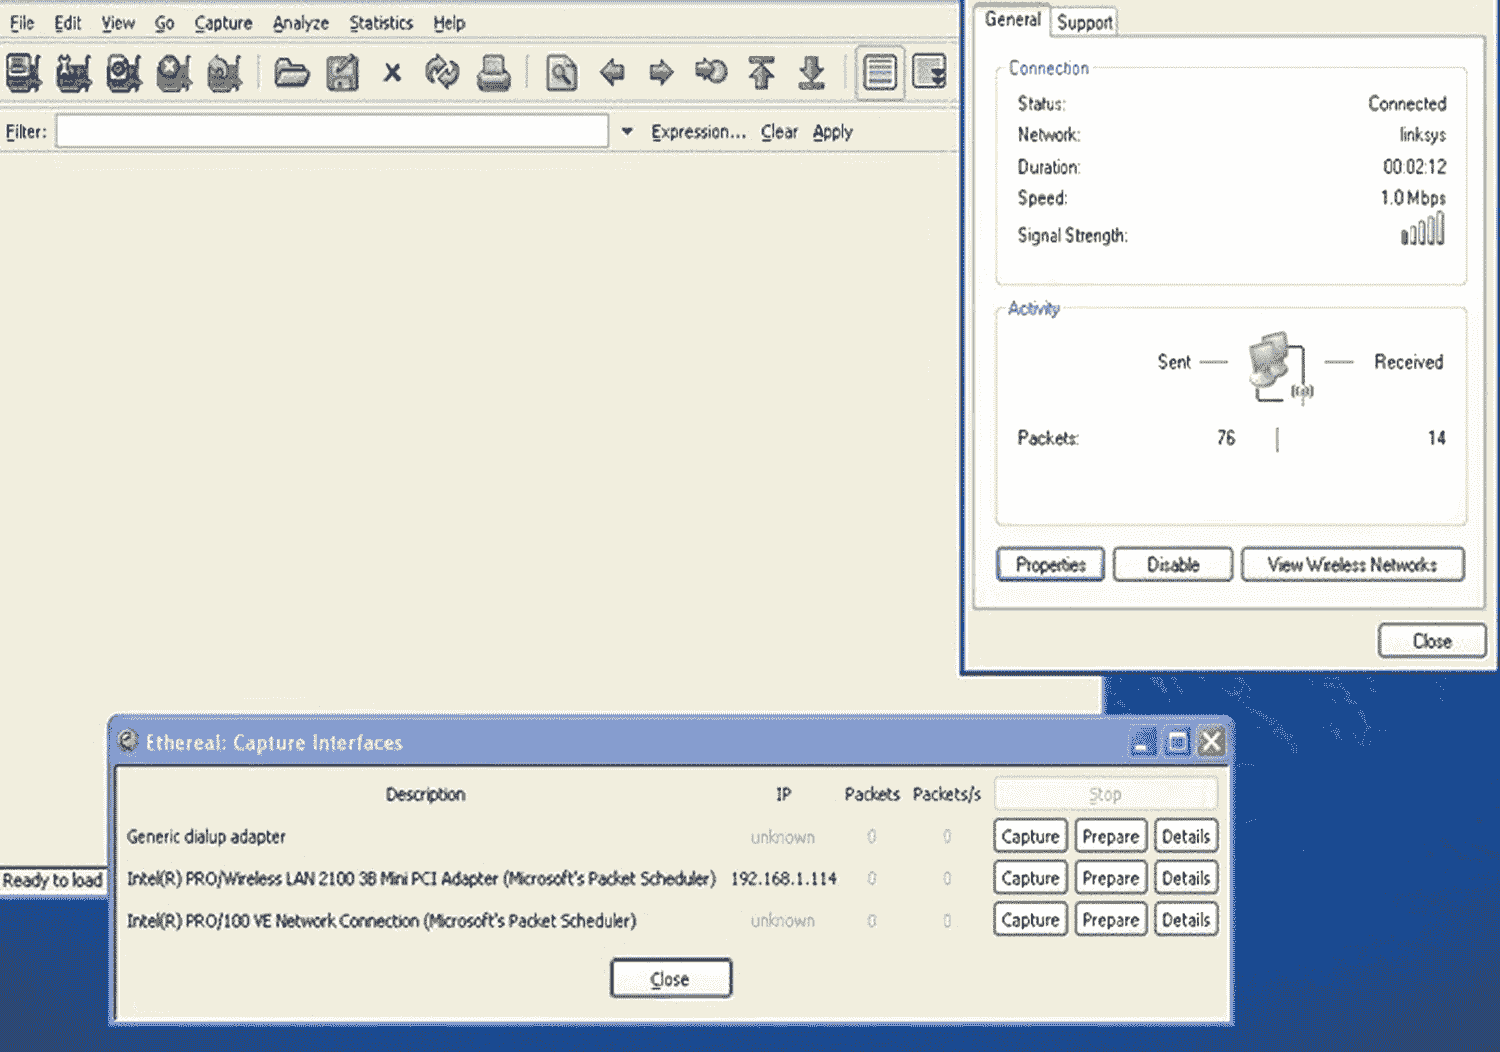 File Edit View Go Capture Analyze Statistics Help
Filter: Expression... Clear Apply
General Support
Connection
Status: Connected
Network: linksys
Duration: 00:02:12
Speed: 1.0 Mbps
Signal Strength:
Activity
Sent Received
Packets: 76 14
Properties Disable View Wireless Networks
Close
Ready to load
Ethereal: Capture Interfaces
Description IP Packets Packets/s Stop
Generic dialup adapter unknown 0 0 Capture Prepare Details
Intel(R) PRO/Wireless LAN 2100 3B Mini PCI Adapter (Microsoft's Packet Scheduler) 192.168.1.114 0 0 Capture Prepare Details
Intel(R) PRO/100 VE Network Connection (Microsoft's Packet Scheduler) unknown 0 0 Capture Prepare Details
Close